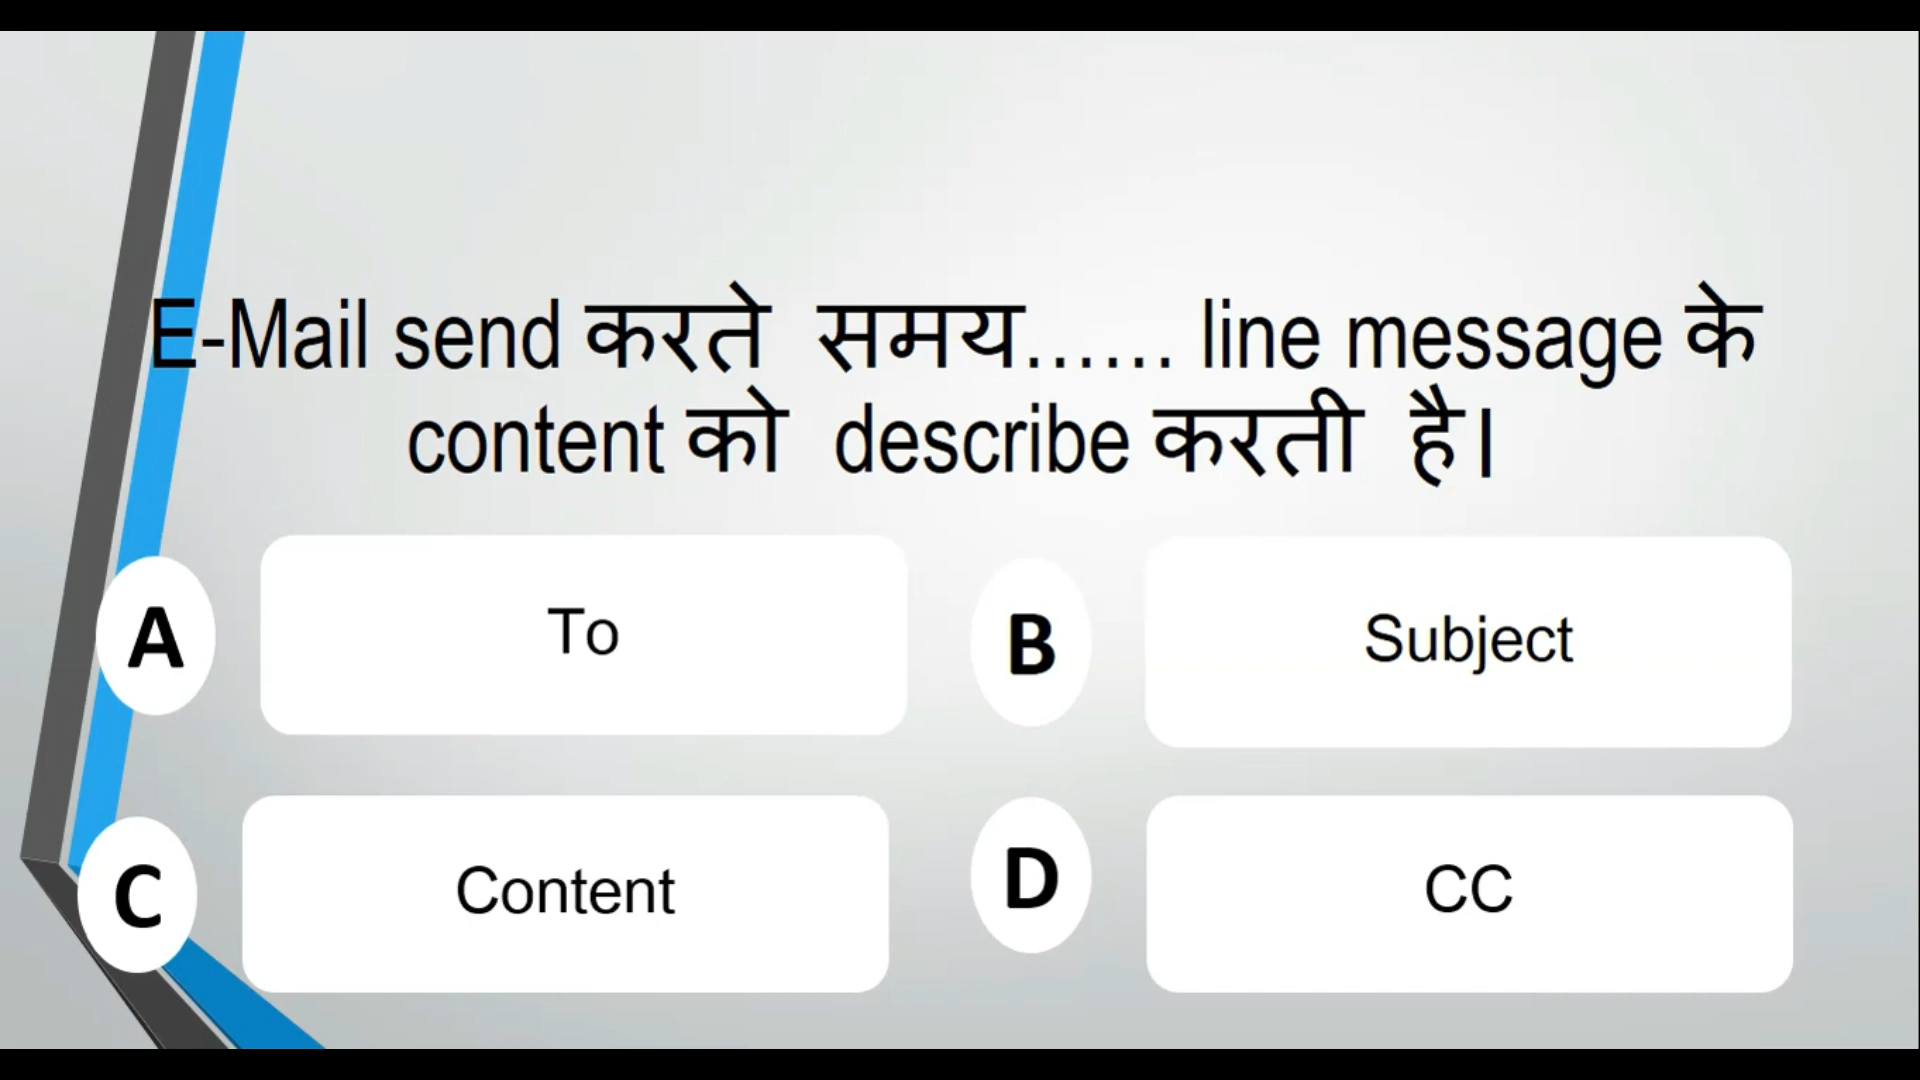 E-Mail send करते समय...... line message के
content को describe करती है।
A
To
B
Subject
C
Content
D
CC